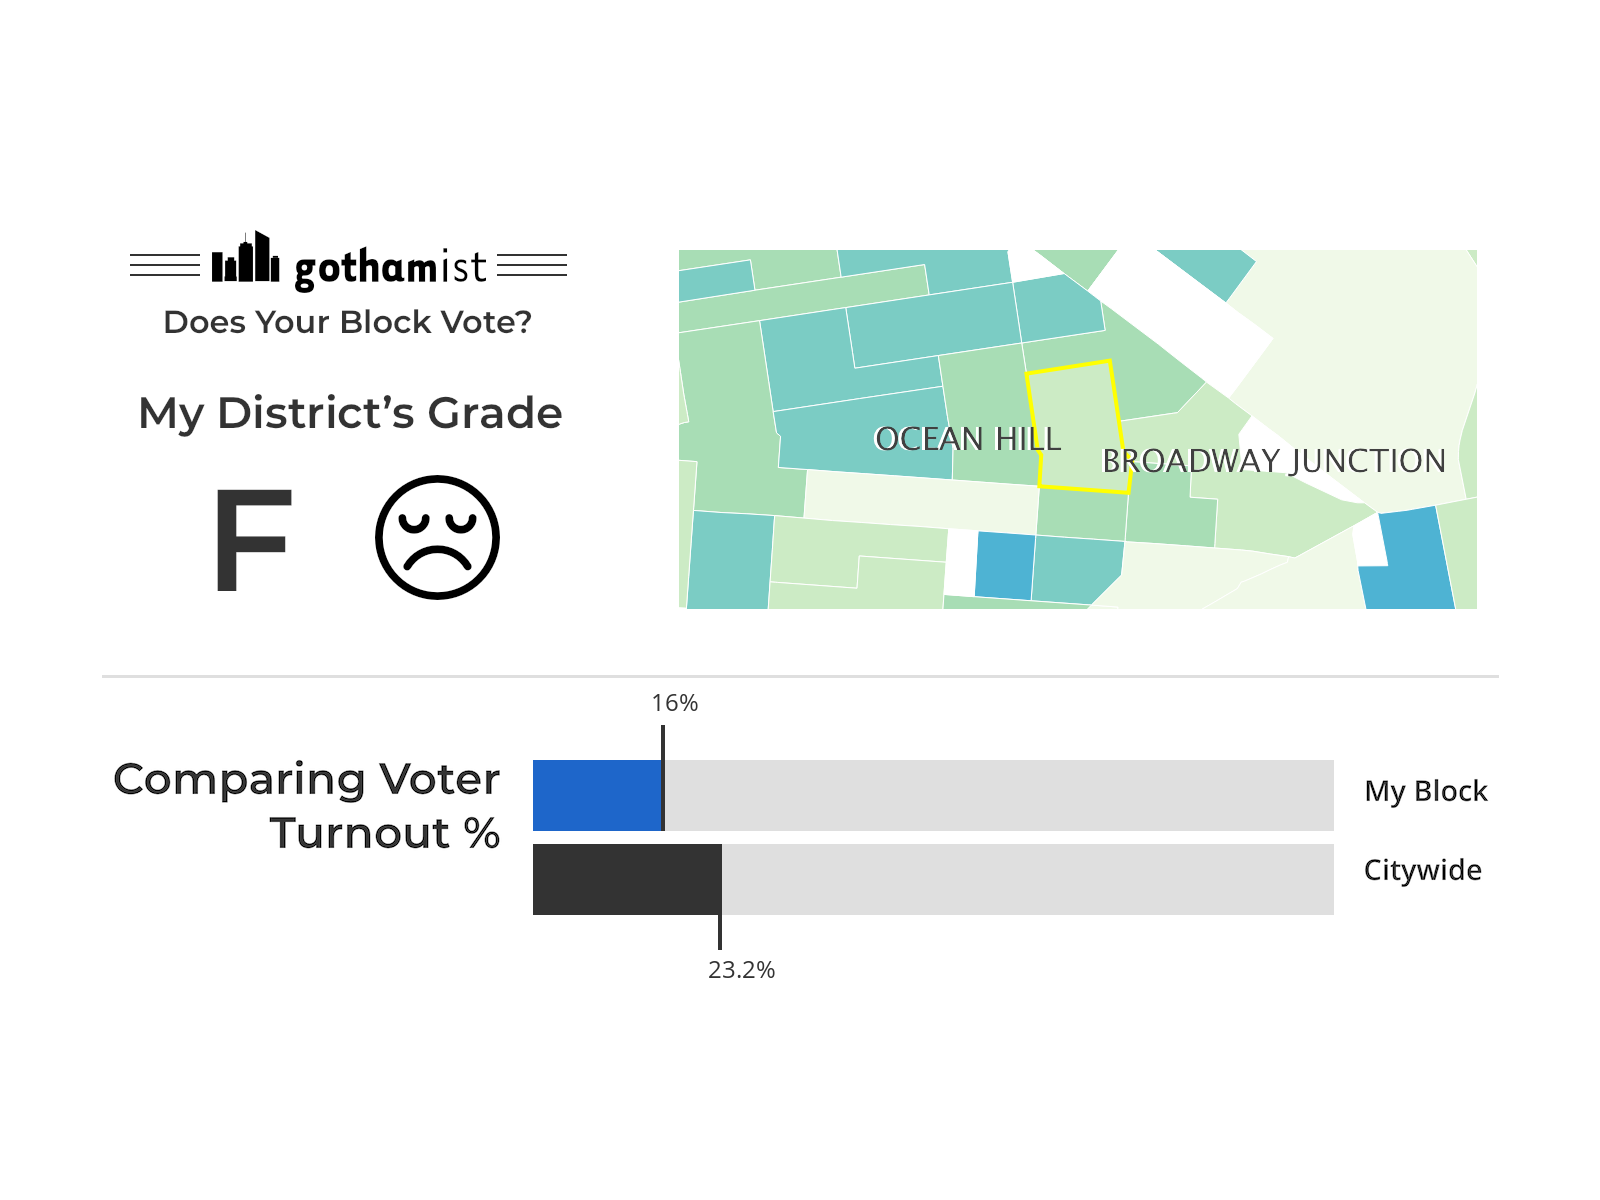 gothamist
Does Your Block Vote?
My District’s Grade
F
OCEAN HILL
BROADWAY JUNCTION
16%
Comparing Voter
Turnout %
My Block
Citywide
23.2%